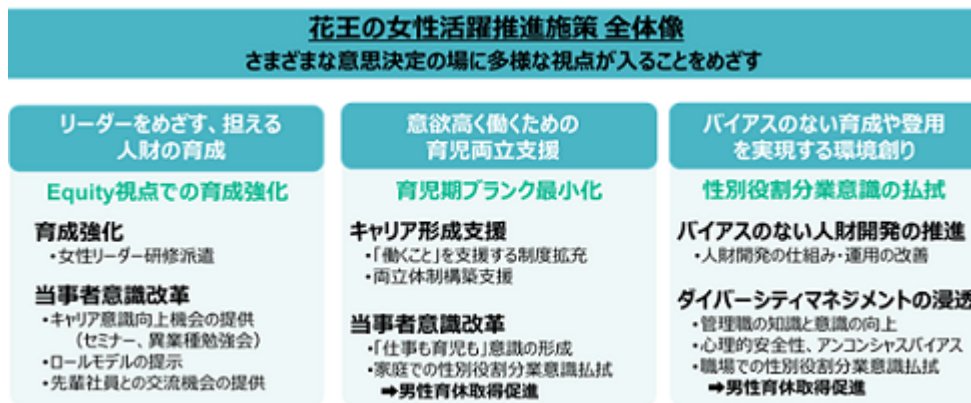 花王の女性活躍推進施策 全体像
さまざまな意思決定の場に多様な視点が入ることをめざす
リーダーをめざす、担える
人財の育成
Equity視点での育成強化
育成強化
・女性リーダー研修派遣
当事者意識改革
・キャリア意識向上機会の提供
（セミナー、異業種勉強会）
・ロールモデルの提示
・先輩社員との交流機会の提供
意欲高く働くための
育児両立支援
育児期ブランク最小化
キャリア形成支援
・「働くこと」を支援する制度拡充
・両立体制構築支援
当事者意識改革
・「仕事も育児も」意識の形成
・家庭での性別役割分業意識払拭
➡男性育休取得促進
バイアスのない育成や登用
を実現する環境創り
性別役割分業意識の払拭
バイアスのない人財開発の推進
・人財開発の仕組み・運用の改善
ダイバーシティマネジメントの浸透
・管理職の知識と意識の向上
・心理的安全性、アンコンシャスバイアス
・職場での性別役割分業意識払拭
➡男性育休取得促進